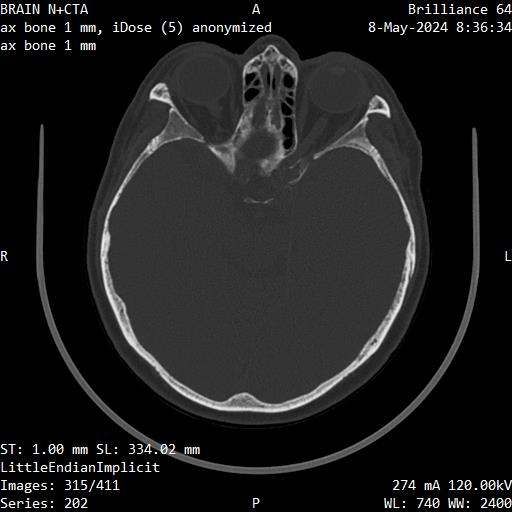 BRAIN N+CTA
ax bone 1 mm, iDose (5) anonymized
ax bone 1 mm
A
Brilliance 64
8-May-2024 8:36:34
R
L
ST: 1.00 mm SL: 334.02 mm
LittleEndianImplicit
Images: 315/411
Series: 202
P
274 mA 120.00kV
WL: 740 WW: 2400